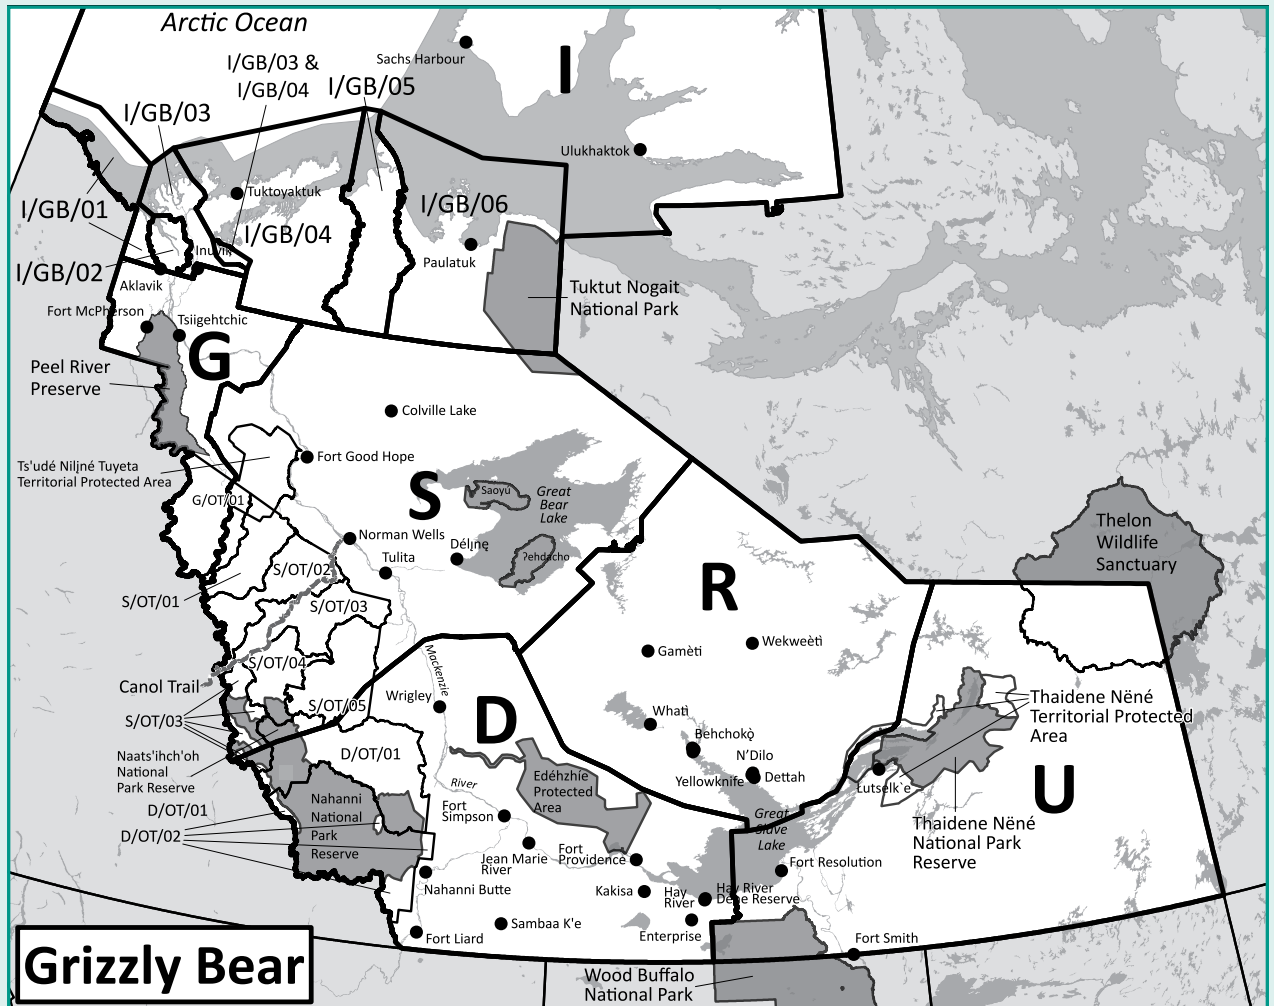 Arctic Ocean
I/GB/03 &
I/GB/04
I/GB/05
Sachs Harbour
I
I/GB/03
Ulukhaktok
Tuktoyaktuk
I/GB/01
I/GB/06
I/GB/04
Inuvik
I/GB/02
Paulatuk
Aklavik
Tuktut Nogait
National Park
Fort McPherson
Tsiigehtchic
G
Peel River
Preserve
Colville Lake
Ts'udé Nilįné Tuyeta
Territorial Protected Area
Fort Good Hope
S
Saoyú
Great
Bear
Lake
G/OT/01
Norman Wells
Délı̨nę
Tulita
ʔehdacho
Thelon
Wildlife
Sanctuary
S/OT/02
S/OT/01
S/OT/03
R
Wekweètì
Gamètì
Mackenzie
S/OT/04
Canol Trail
Wrigley
S/OT/05
S/OT/03
D
Whatì
Thaidene Nëné
Territorial Protected
Area
Behchokò
N'Dilo
Dettah
Yellowknife
D/OT/01
Naats'ihch'oh
National
Park Reserve
River
Edéhzhíe
Protected
Area
Łutselk'e
U
Nahanni
National
Park
Reserve
D/OT/01
D/OT/02
Fort
Simpson
Great
Slave
Lake
Thaidene Nëné
National Park
Reserve
Jean Marie
River
Fort
Providence
Fort Resolution
Nahanni Butte
Kakisa
Hay
River
Hay River
Dene Reserve
Sambaa K'e
Enterprise
Fort Liard
Fort Smith
Grizzly Bear
Wood Buffalo
National Park